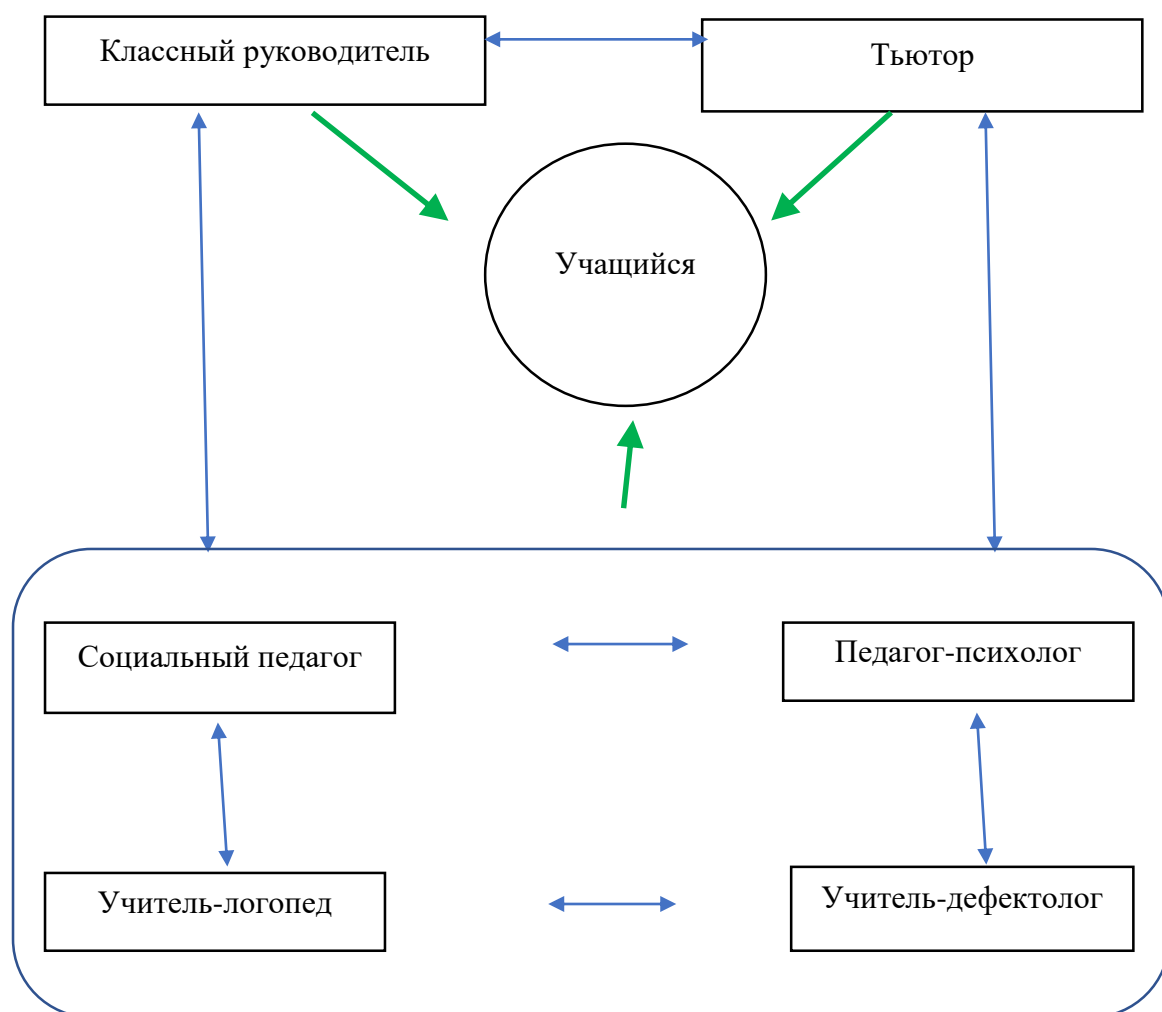 Классный руководитель
Тьютор
Учащийся
Социальный педагог
Педагог-психолог
Учитель-логопед
Учитель-дефектолог